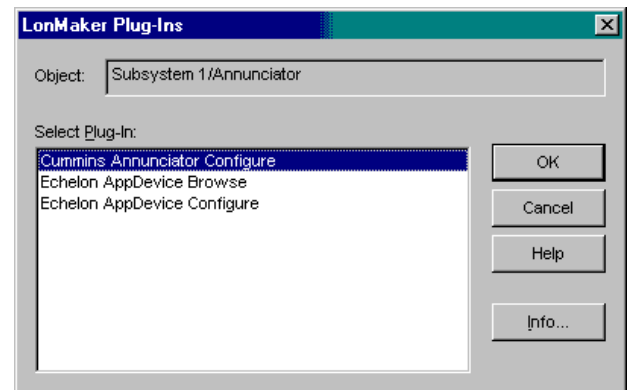 LonMaker Plug-Ins
Object: Subsystem 1/Annunciator
Select Plug-In:
Cummins Annunciator Configure
Echelon AppDevice Browse
Echelon AppDevice Configure
OK
Cancel
Help
Info...